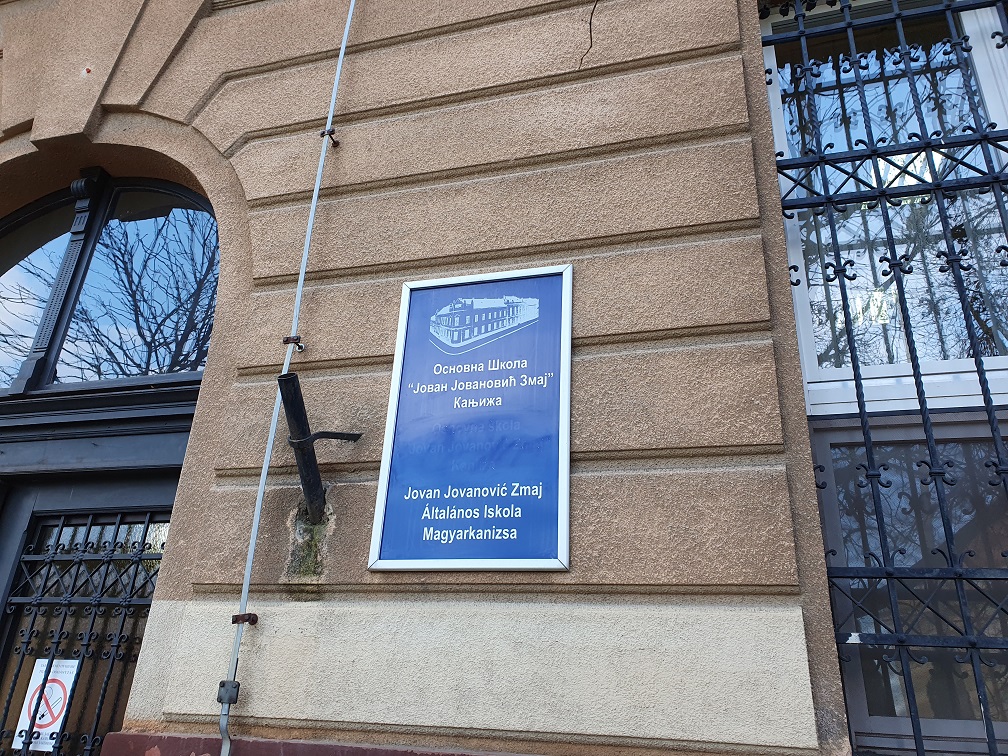 Основна Школа
“Јован Јовановић Змај”
Кањижа
Jovan Jovanović Zmaj
Általános Iskola
Magyarkanizsa